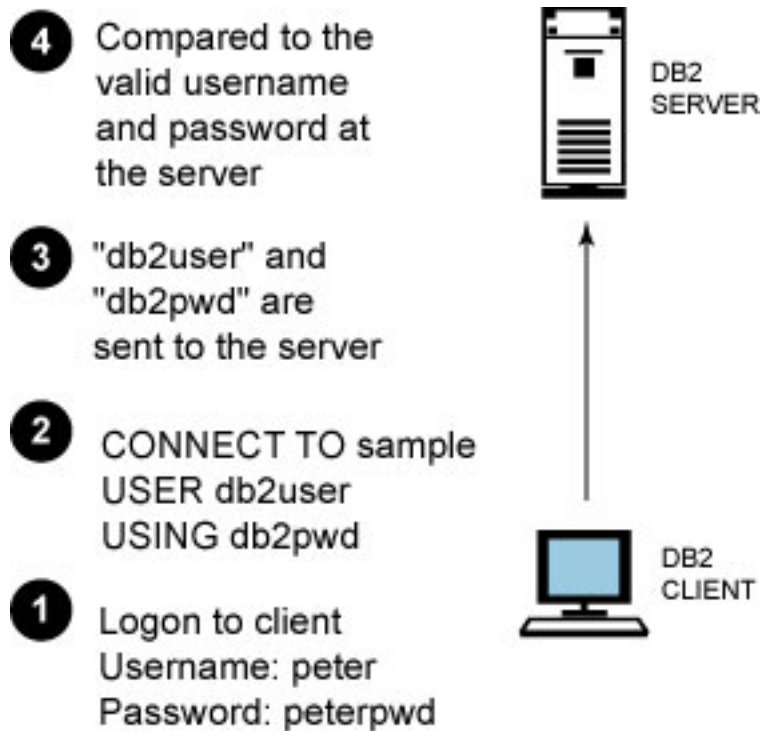 4 Compared to the
valid username
and password at
the server
DB2
SERVER
3 "db2user" and
"db2pwd" are
sent to the server
2 CONNECT TO sample
USER db2user
USING db2pwd
DB2
CLIENT
1 Logon to client
Username: peter
Password: peterpwd